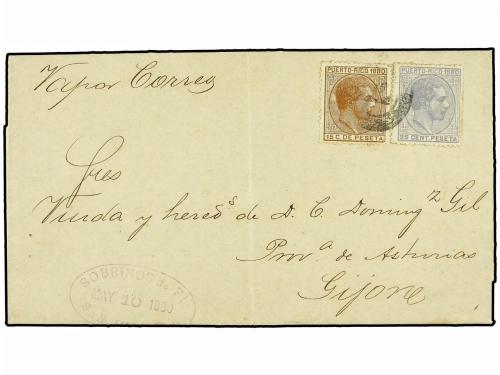 Vapor Correo
PUERTO-RICO 1880
15 C. DE PESETA
PUERTO-RICO 1880
25 CENT. PESETA
Sres
Viuda y hered.s de D. C. Doming.z Gil
Prov.a de Asturias
Gijone
SOBRINOS de
MAY 10 1880